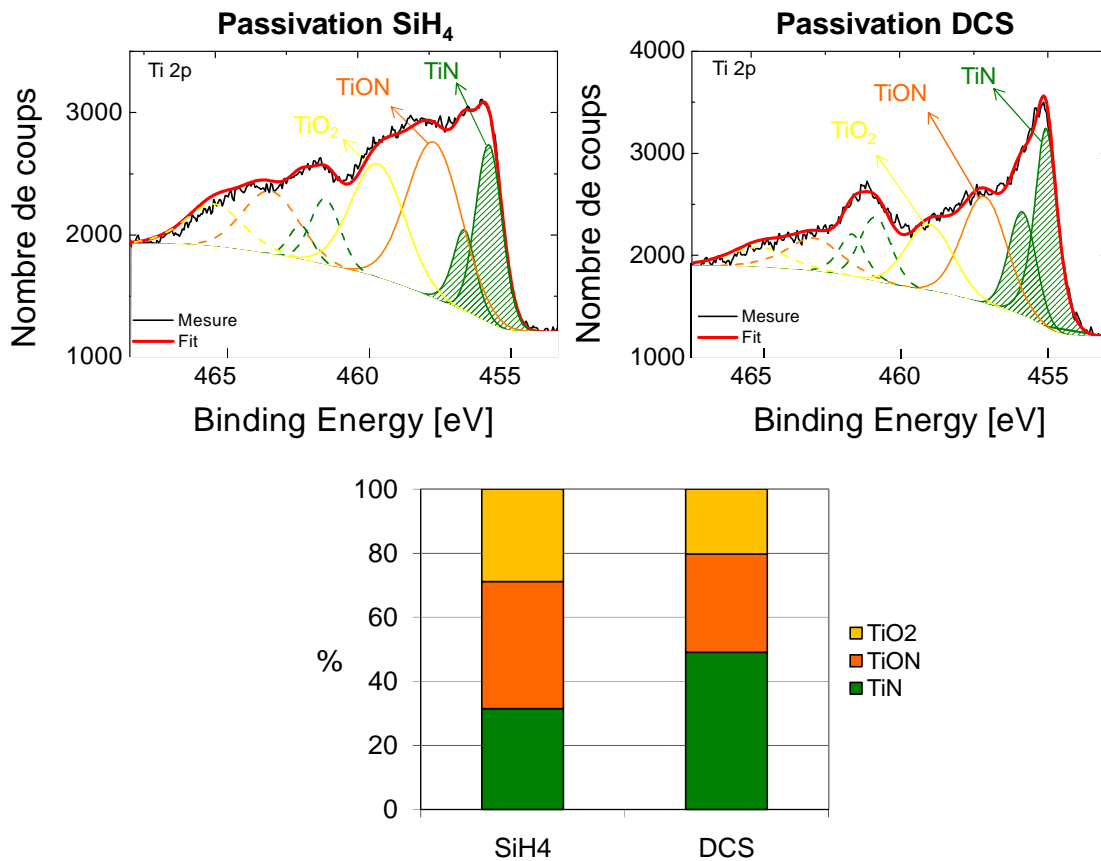 Passivation SiH₄
Ti 2p
TiN
TiON
TiO₂
3000
2000
1000
Nombre de coups
Mesure
Fit
465
460
455
Binding Energy [eV]
Passivation DCS
Ti 2p
TiN
TiON
TiO₂
4000
3000
2000
1000
Nombre de coups
Mesure
Fit
465
460
455
Binding Energy [eV]
100
80
60
40
20
0
%
SiH4
DCS
TiO2
TiON
TiN